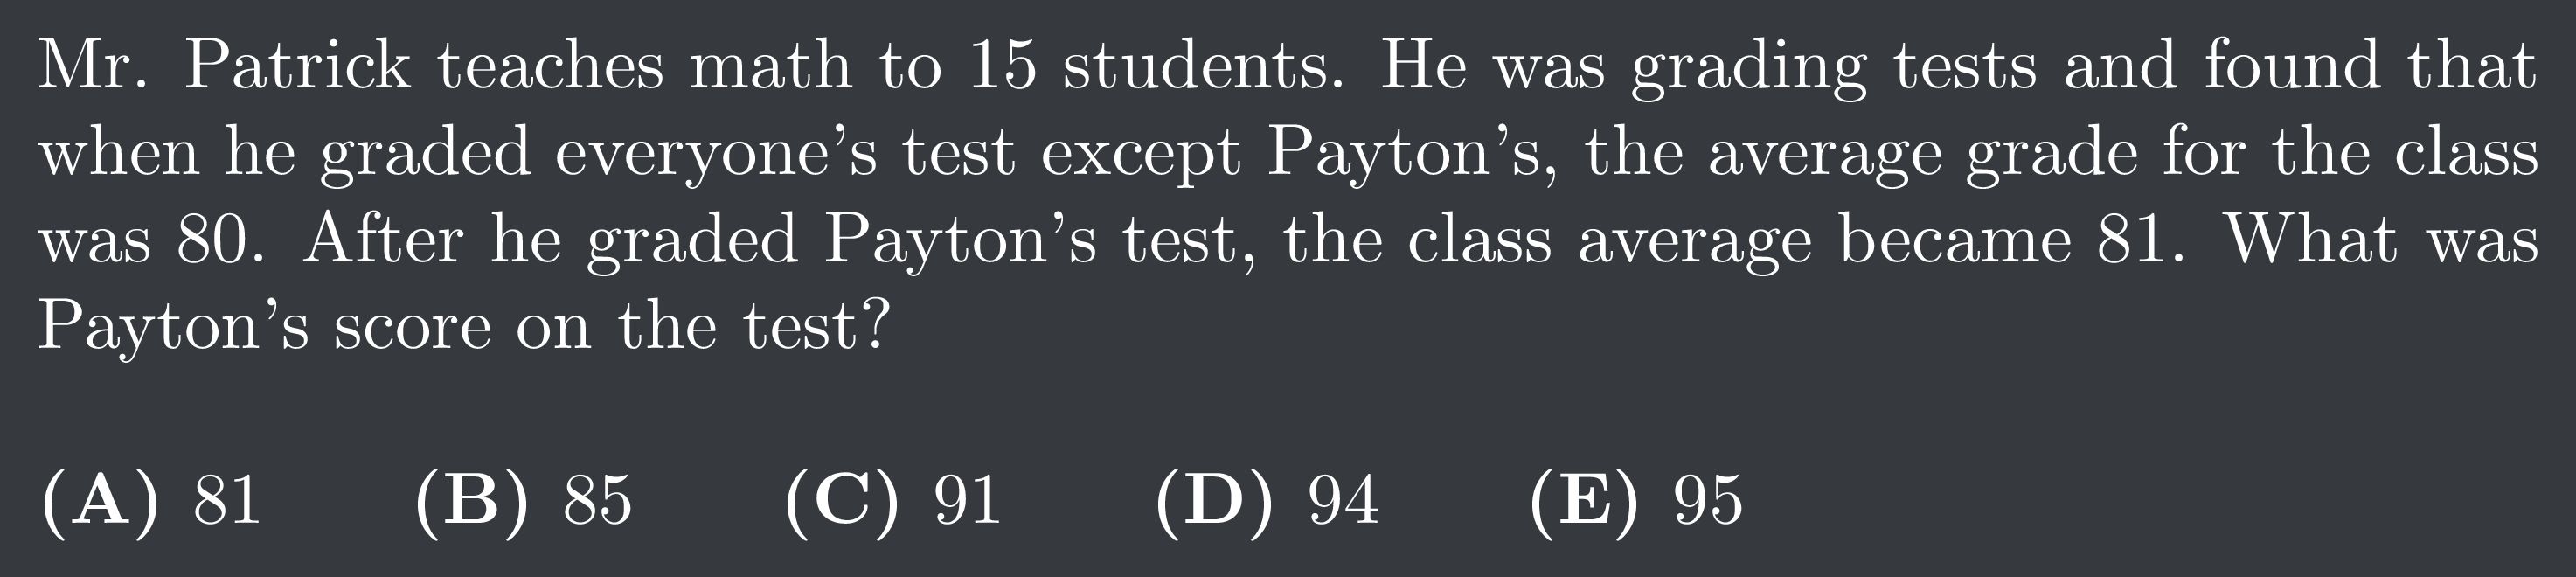 Mr. Patrick teaches math to 15 students. He was grading tests and found that
when he graded everyone's test except Payton's, the average grade for the class
was 80. After he graded Payton's test, the class average became 81. What was
Payton's score on the test?
(A) 81 (B) 85 (C) 91 (D) 94 (E) 95